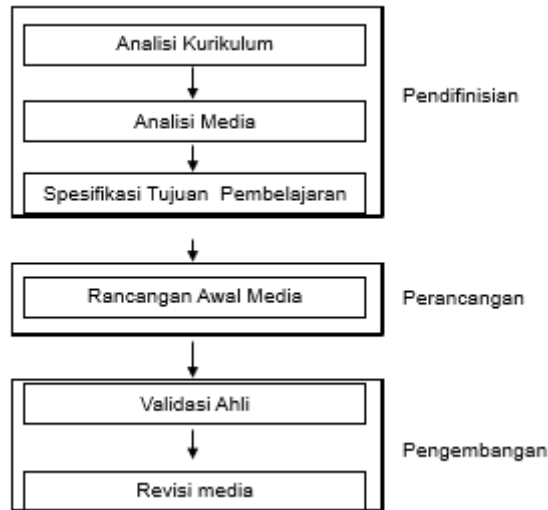 Analisi Kurikulum
Pendifinisian
Analisi Media
Spesifikasi Tujuan Pembelajaran
Rancangan Awal Media
Perancangan
Validasi Ahli
Pengembangan
Revisi media